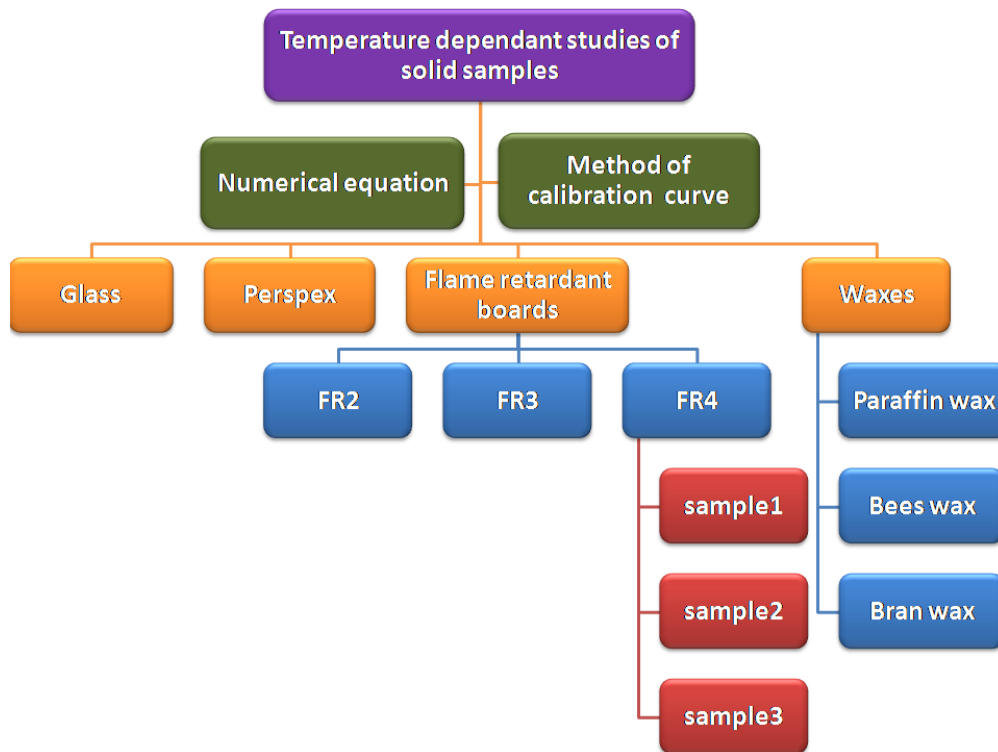 Temperature dependant studies of
solid samples
Numerical equation
Method of
calibration curve
Glass
Perspex
Flame retardant
boards
Waxes
FR2
FR3
FR4
Paraffin wax
sample1
Bees wax
sample2
Bran wax
sample3